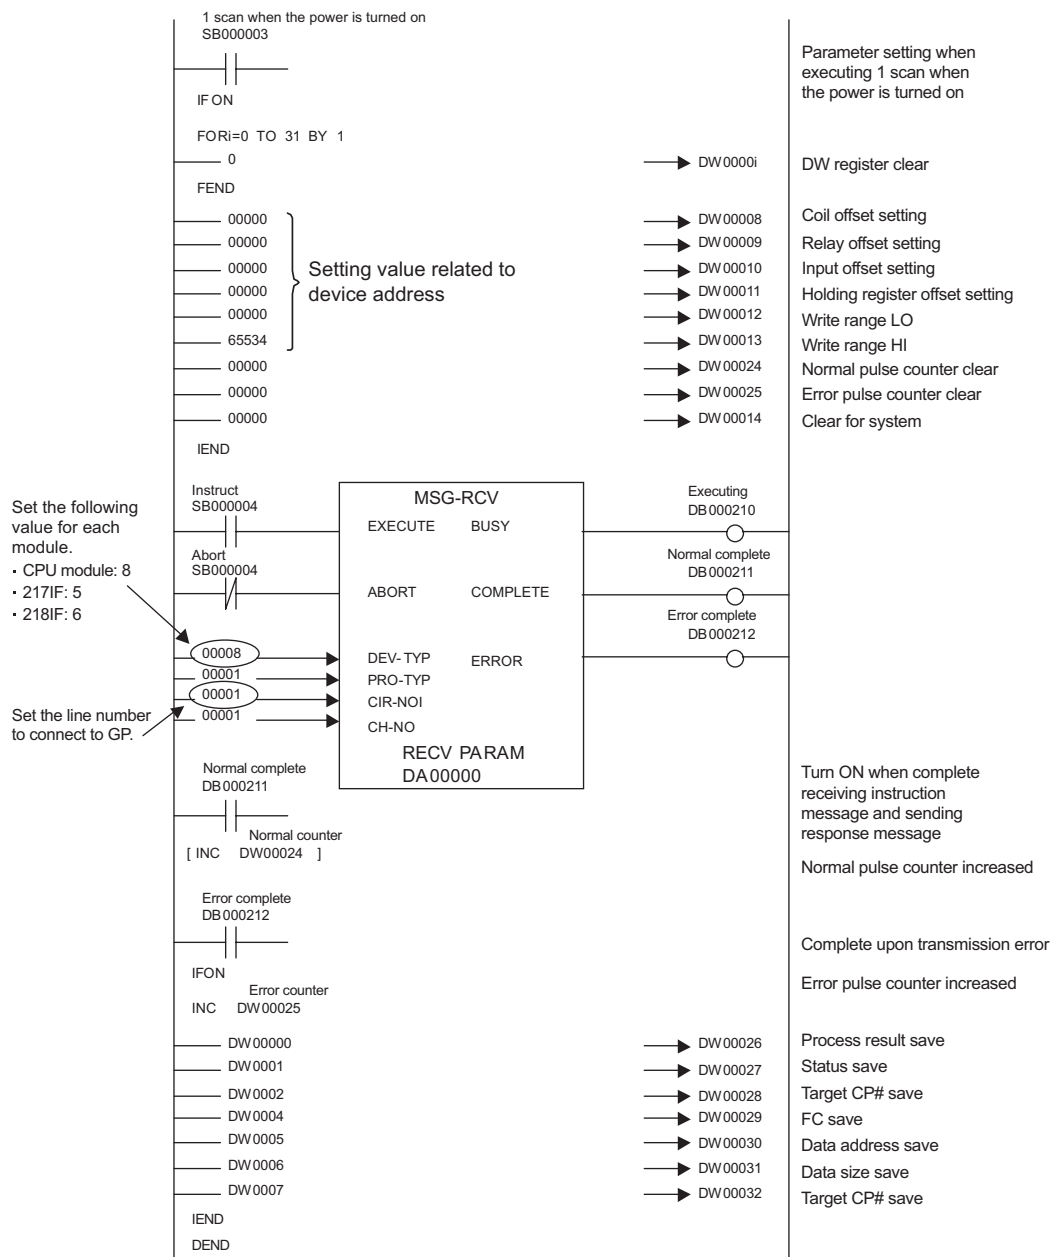 1 scan when the power is turned on
SB000003
Parameter setting when
executing 1 scan when
the power is turned on
IF ON
FORi=0 TO 31 BY 1
0 DW0000i DW register clear
FEND
00000 DW00008 Coil offset setting
00000 DW00009 Relay offset setting
00000 DW00010 Input offset setting
Setting value related to
device address
00000 DW00011 Holding register offset setting
00000 DW00012 Write range LO
65534 DW00013 Write range HI
00000 DW00024 Normal pulse counter clear
00000 DW00025 Error pulse counter clear
00000 DW00014 Clear for system
IEND
Set the following
value for each
module.
・CPU module: 8
・217IF: 5
・218IF: 6
Instruct
SB000004
MSG-RCV
EXECUTE BUSY
Executing
DB000210
Abort
SB000004
ABORT COMPLETE
Normal complete
DB000211
Error complete
DB000212
00008 DEV-TYP ERROR
00001 PRO-TYP
00001 CIR-NOI
00001 CH-NO
Set the line number
to connect to GP.
RECV PARAM
DA00000
Normal complete
DB000211
Turn ON when complete
receiving instruction
message and sending
response message
Normal counter
[ INC DW00024 ]
Normal pulse counter increased
Error complete
DB000212
Complete upon transmission error
IFON
Error counter
INC DW00025
Error pulse counter increased
DW00000 DW00026 Process result save
DW0001 DW00027 Status save
DW0002 DW00028 Target CP# save
DW0004 DW00029 FC save
DW0005 DW00030 Data address save
DW0006 DW00031 Data size save
DW0007 DW00032 Target CP# save
IEND
DEND